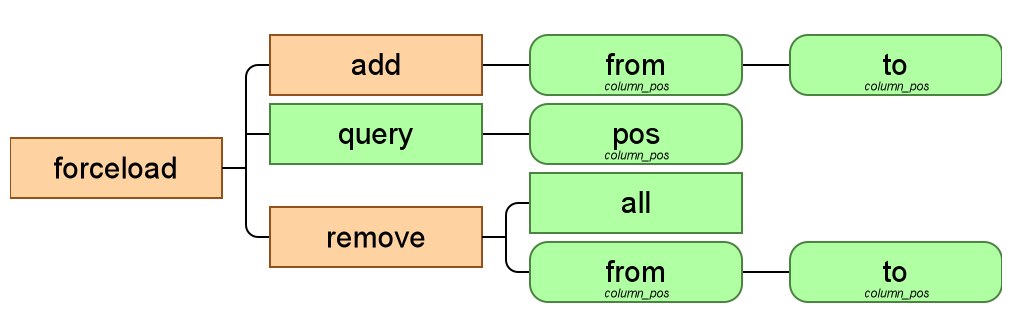 add
from
column_pos
to
column_pos
query
pos
column_pos
forceload
all
remove
from
column_pos
to
column_pos